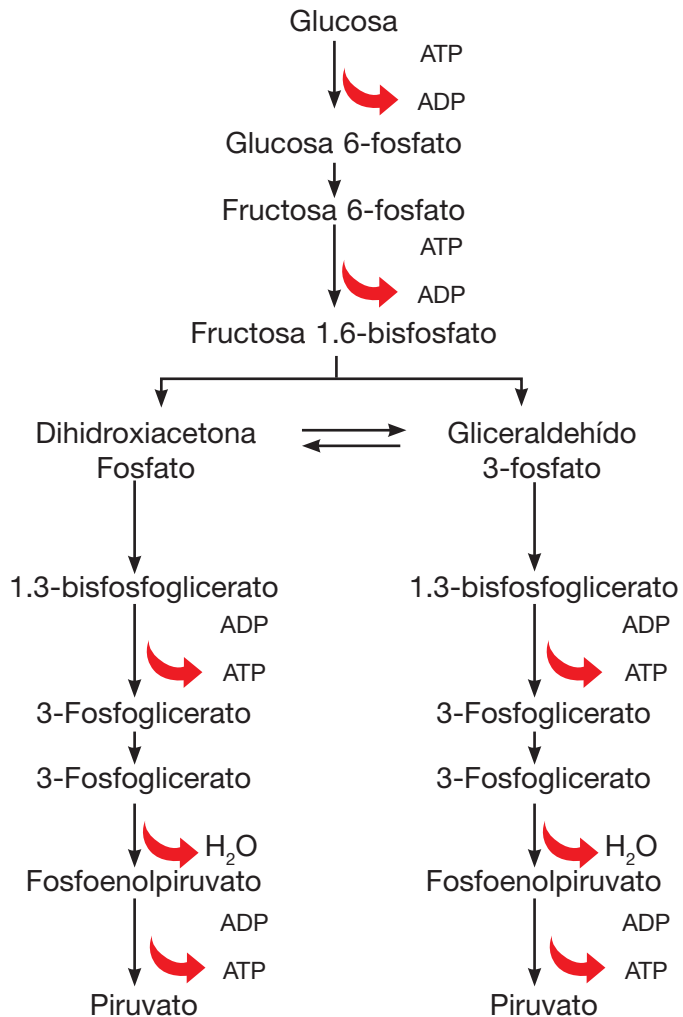 Glucosa
ATP
ADP
Glucosa 6-fosfato
Fructosa 6-fosfato
ATP
ADP
Fructosa 1.6-bisfosfato
Dihidroxiacetona
Fosfato
Gliceraldehído
3-fosfato
1.3-bisfosfoglicerato
ADP
ATP
3-Fosfoglicerato
3-Fosfoglicerato
H₂O
Fosfoenolpiruvato
ADP
ATP
Piruvato
1.3-bisfosfoglicerato
ADP
ATP
3-Fosfoglicerato
3-Fosfoglicerato
H₂O
Fosfoenolpiruvato
ADP
ATP
Piruvato